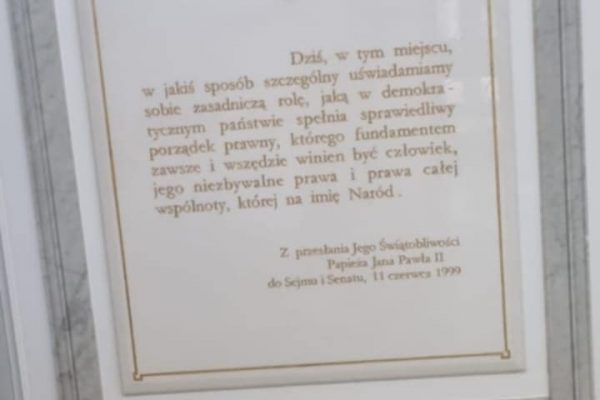 Dziś, w tym miejscu,
w jakiś sposób szczególny uświadamiamy
sobie zasadniczą rolę, jaką w demokra-
tycznym państwie spełnia sprawiedliwy
porządek prawny, którego fundamentem
zawsze i wszędzie winien być człowiek,
jego niezbywalne prawa i prawa całej
wspólnoty, której na imię Naród.
Z przesłania Jego Świątobliwości
Papieża Jana Pawła II
do Sejmu i Senatu, 11 czerwca 1999